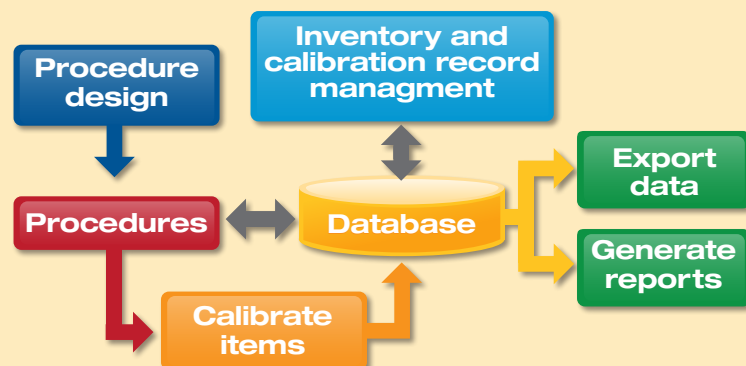 Procedure
design
Inventory and
calibration record
managment
Export
data
Procedures
Database
Generate
reports
Calibrate
items